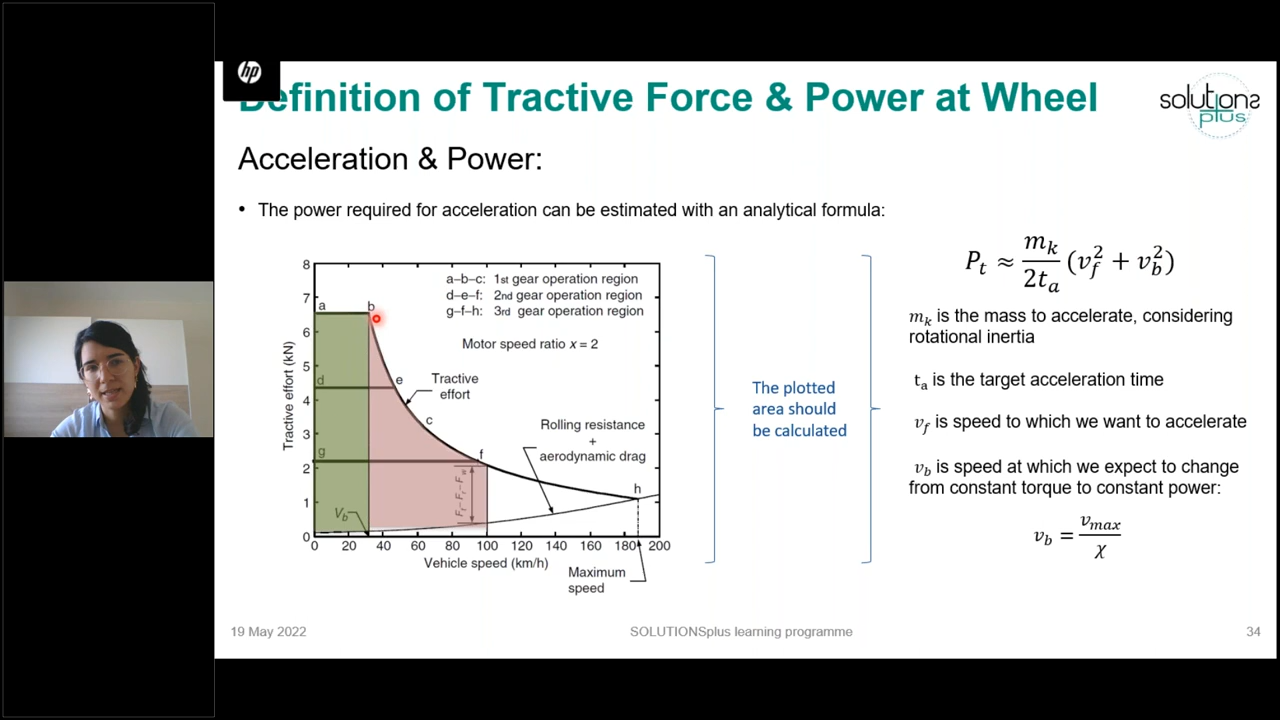 hp
Definition of Tractive Force & Power at Wheel
solutions
plus
Acceleration & Power:
• The power required for acceleration can be estimated with an analytical formula:
8
7
6
5
4
3
2
1
0
Tractive effort (kN)
a
b
d
e
c
g
f
h
a–b–c: 1st gear operation region
d–e–f: 2nd gear operation region
g–f–h: 3rd gear operation region
Motor speed ratio x = 2
Tractive
effort
Rolling resistance
+
aerodynamic drag
Ft – Fr – Fw
Vb
0 20 40 60 80 100 120 140 160 180 200
Vehicle speed (km/h)
Maximum
speed
The plotted
area should
be calculated
P_t ≈ m_k/2t_a (v_f^2 + v_b^2)
m_k is the mass to accelerate, considering
rotational inertia
t_a is the target acceleration time
v_f is speed to which we want to accelerate
v_b is speed at which we expect to change
from constant torque to constant power:
v_b = v_max/χ
19 May 2022
SOLUTIONSplus learning programme
34